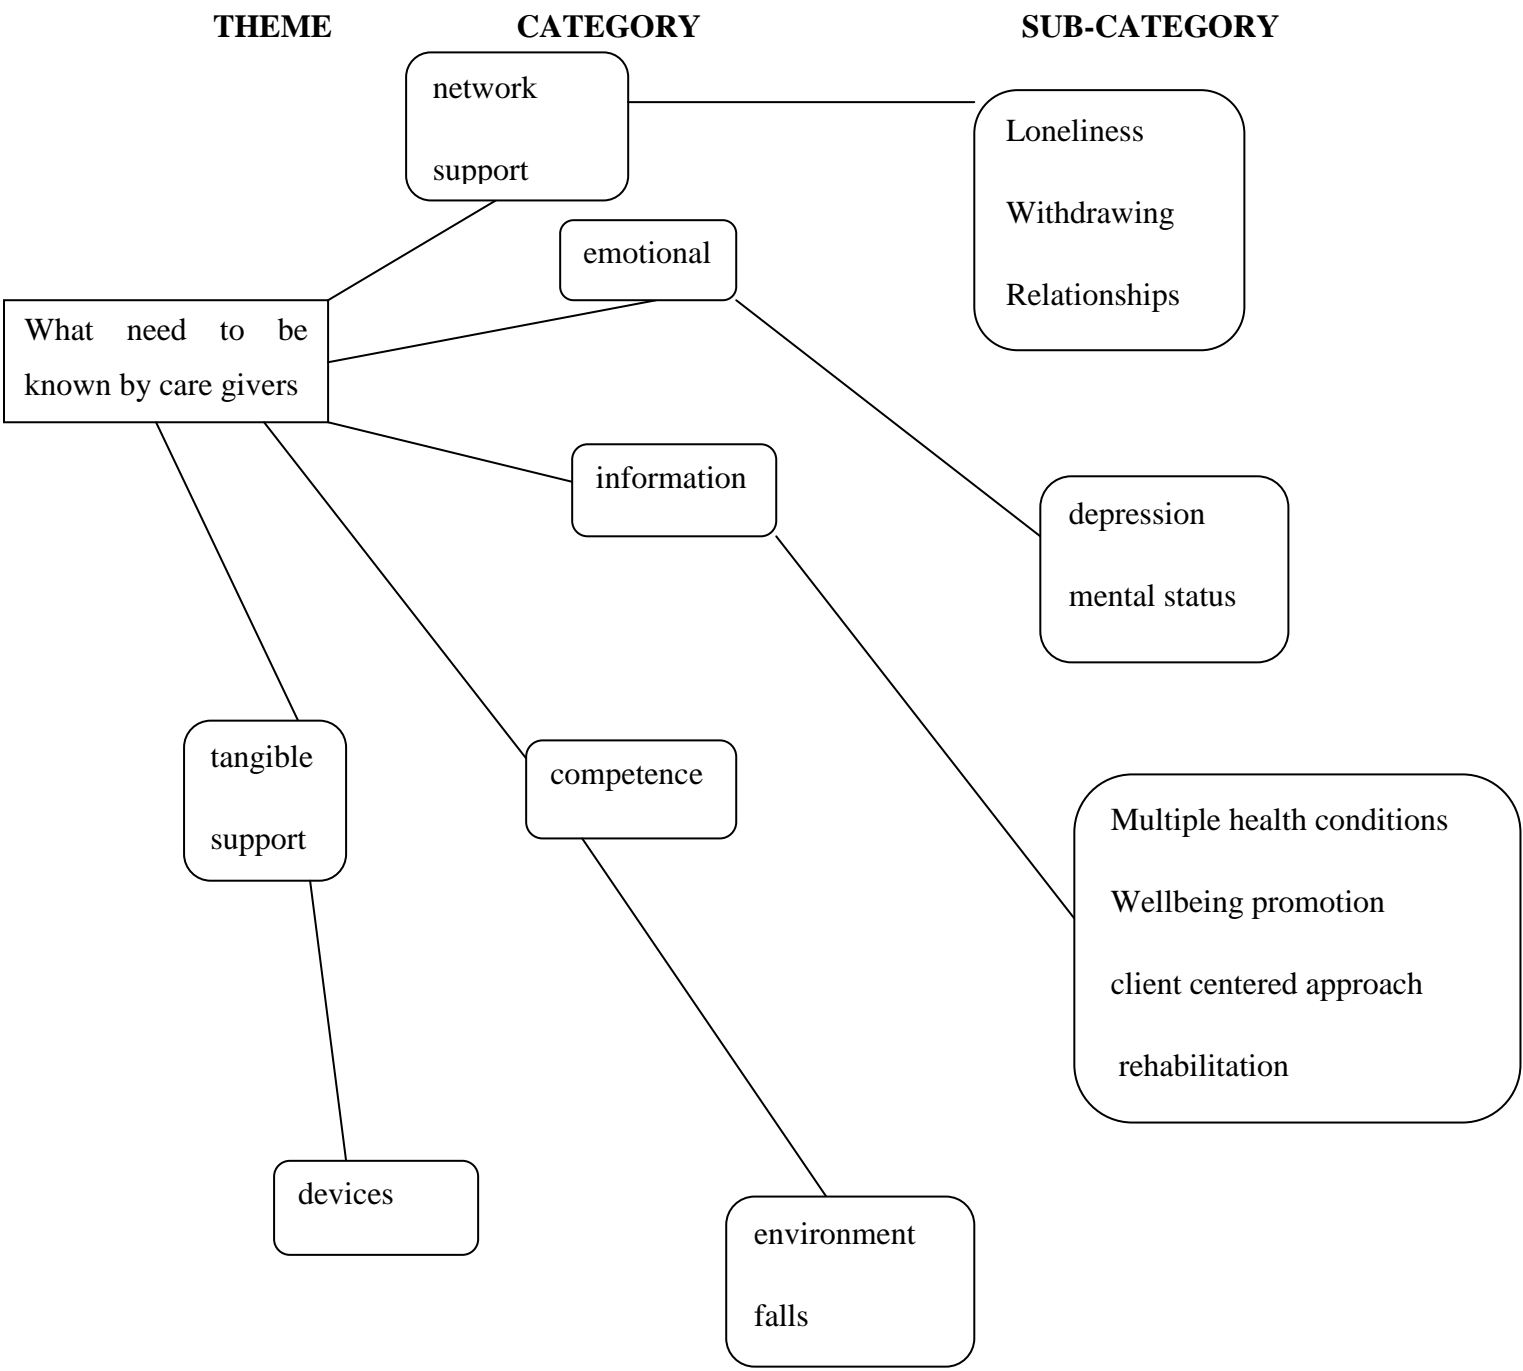 THEME CATEGORY SUB-CATEGORY
network
support
Loneliness
Withdrawing
Relationships
emotional
What need to be
known by care givers
information
depression
mental status
tangible
support
competence
Multiple health conditions
Wellbeing promotion
client centered approach
rehabilitation
devices
environment
falls